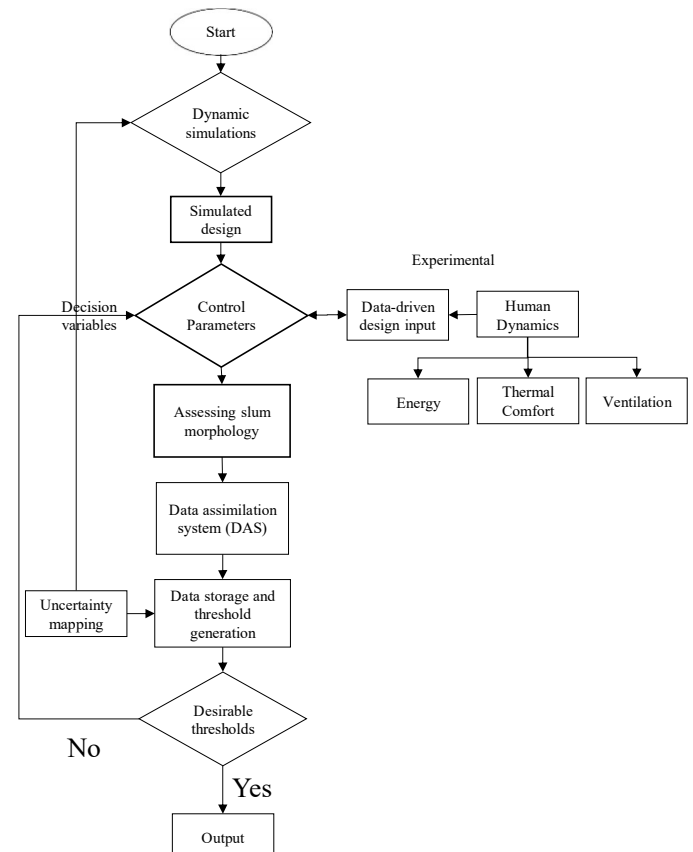 Start
Dynamic
simulations
Simulated
design
Experimental
Decision
variables
Control
Parameters
Data-driven
design input
Human
Dynamics
Energy
Thermal
Comfort
Ventilation
Assessing slum
morphology
Data assimilation
system (DAS)
Uncertainty
mapping
Data storage and
threshold
generation
Desirable
thresholds
No
Yes
Output